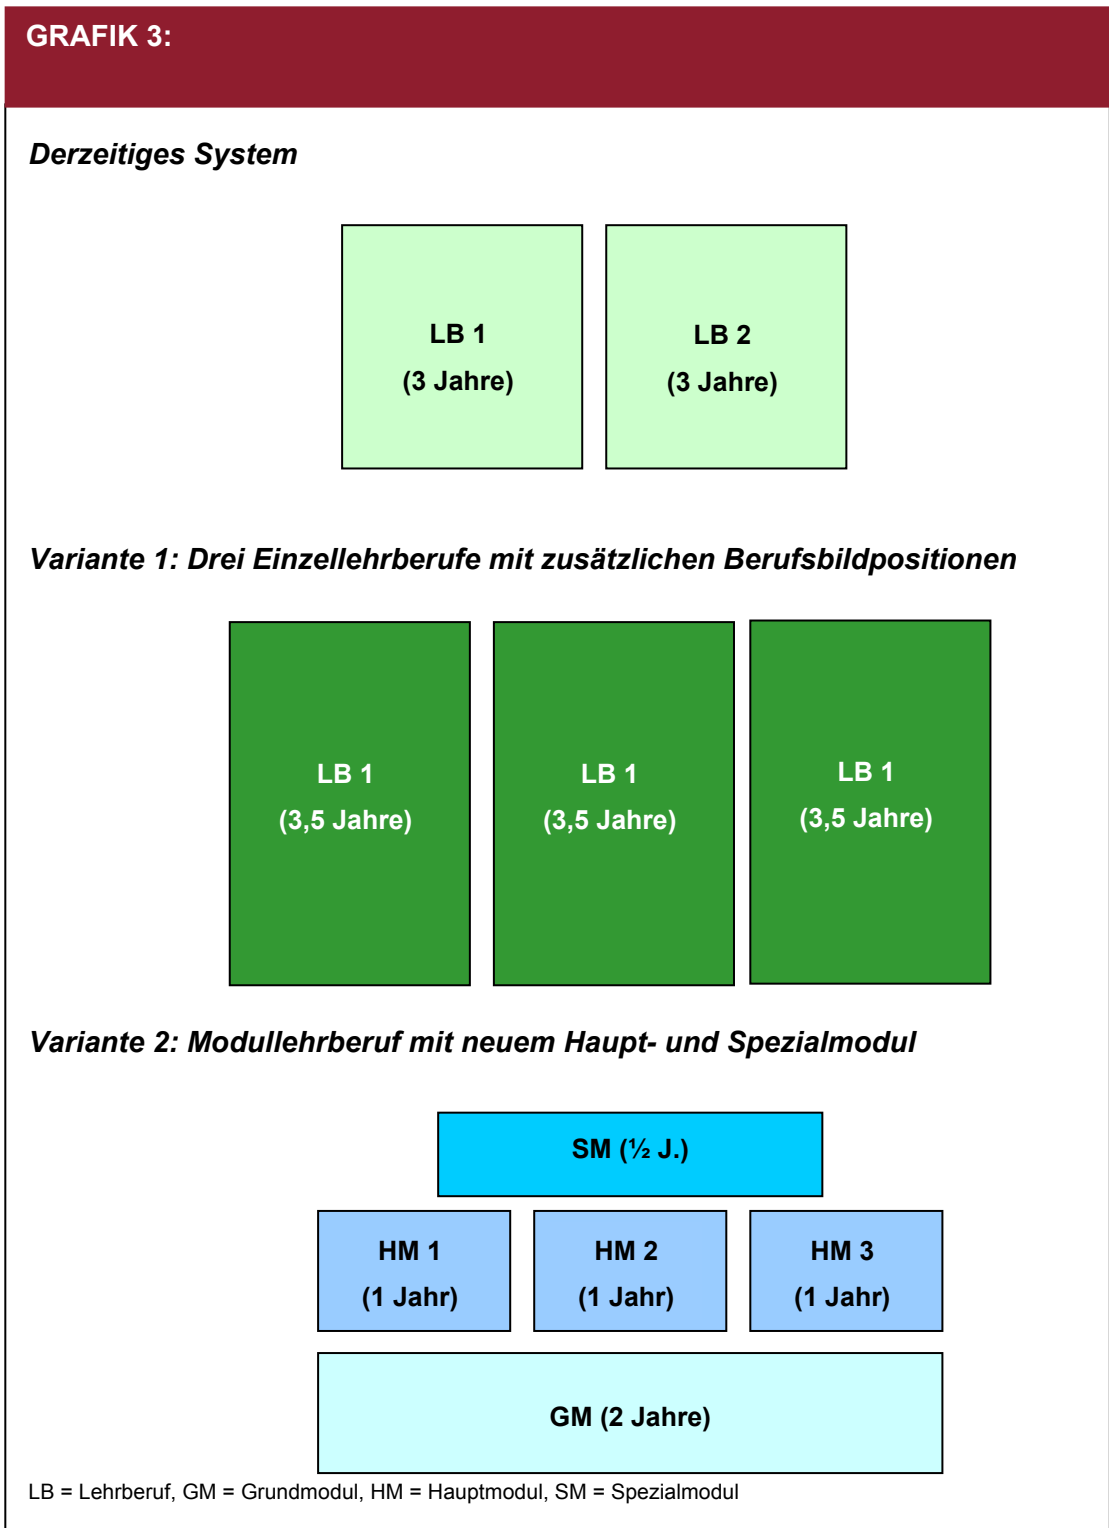 GRAFIK 3:
Derzeitiges System
LB 1
(3 Jahre)
LB 2
(3 Jahre)
Variante 1: Drei Einzellehrberufe mit zusätzlichen Berufsbildpositionen
LB 1
(3,5 Jahre)
LB 1
(3,5 Jahre)
LB 1
(3,5 Jahre)
Variante 2: Modullehrberuf mit neuem Haupt- und Spezialmodul
SM (½ J.)
HM 1
(1 Jahr)
HM 2
(1 Jahr)
HM 3
(1 Jahr)
GM (2 Jahre)
LB = Lehrberuf, GM = Grundmodul, HM = Hauptmodul, SM = Spezialmodul